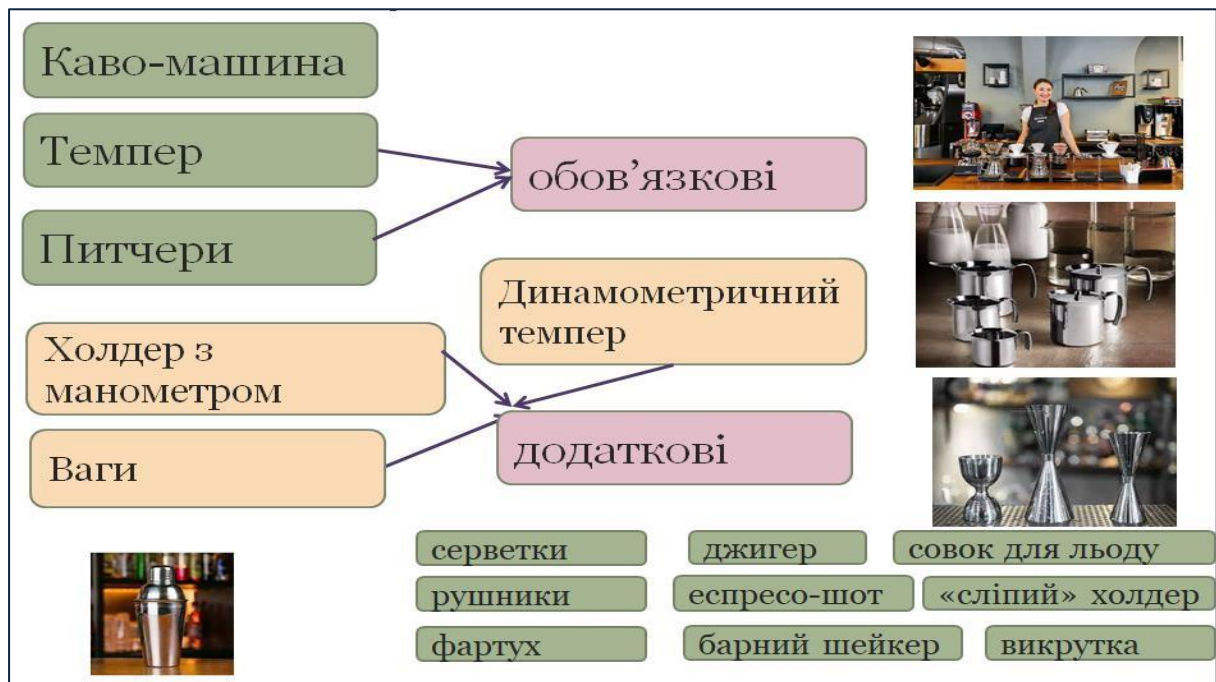 Каво-машина
Темпер
обов’язкові
Питчери
Динамометричний
темпер
Холдер з
манометром
додаткові
Ваги
серветки
джигер
совок для льоду
рушники
еспресо-шот
«сліпий» холдер
фартух
барний шейкер
викрутка